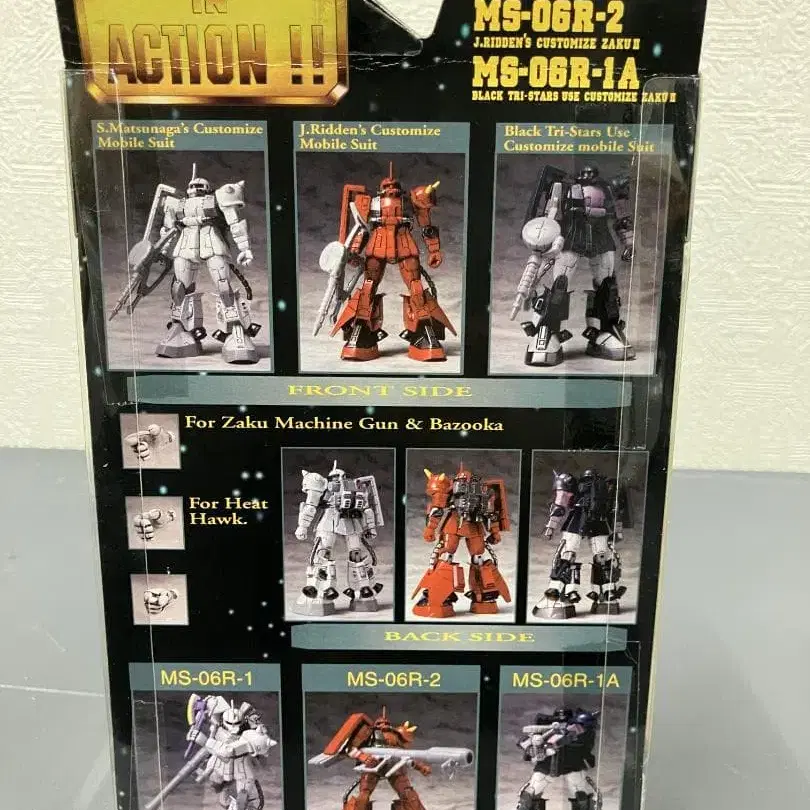 IN
ACTION !!
MS-06R-2
J.RIDDEN'S CUSTOMIZE ZAKU II
MS-06R-1A
BLACK TRI-STARS USE CUSTOMIZE ZAKU II
S.Matsunaga's Customize
Mobile Suit
J.Ridden's Customize
Mobile Suit
Black Tri-Stars Use
Customize mobile Suit
FRONT SIDE
For Zaku Machine Gun & Bazooka
For Heat
Hawk.
BACK SIDE
MS-06R-1
MS-06R-2
MS-06R-1A